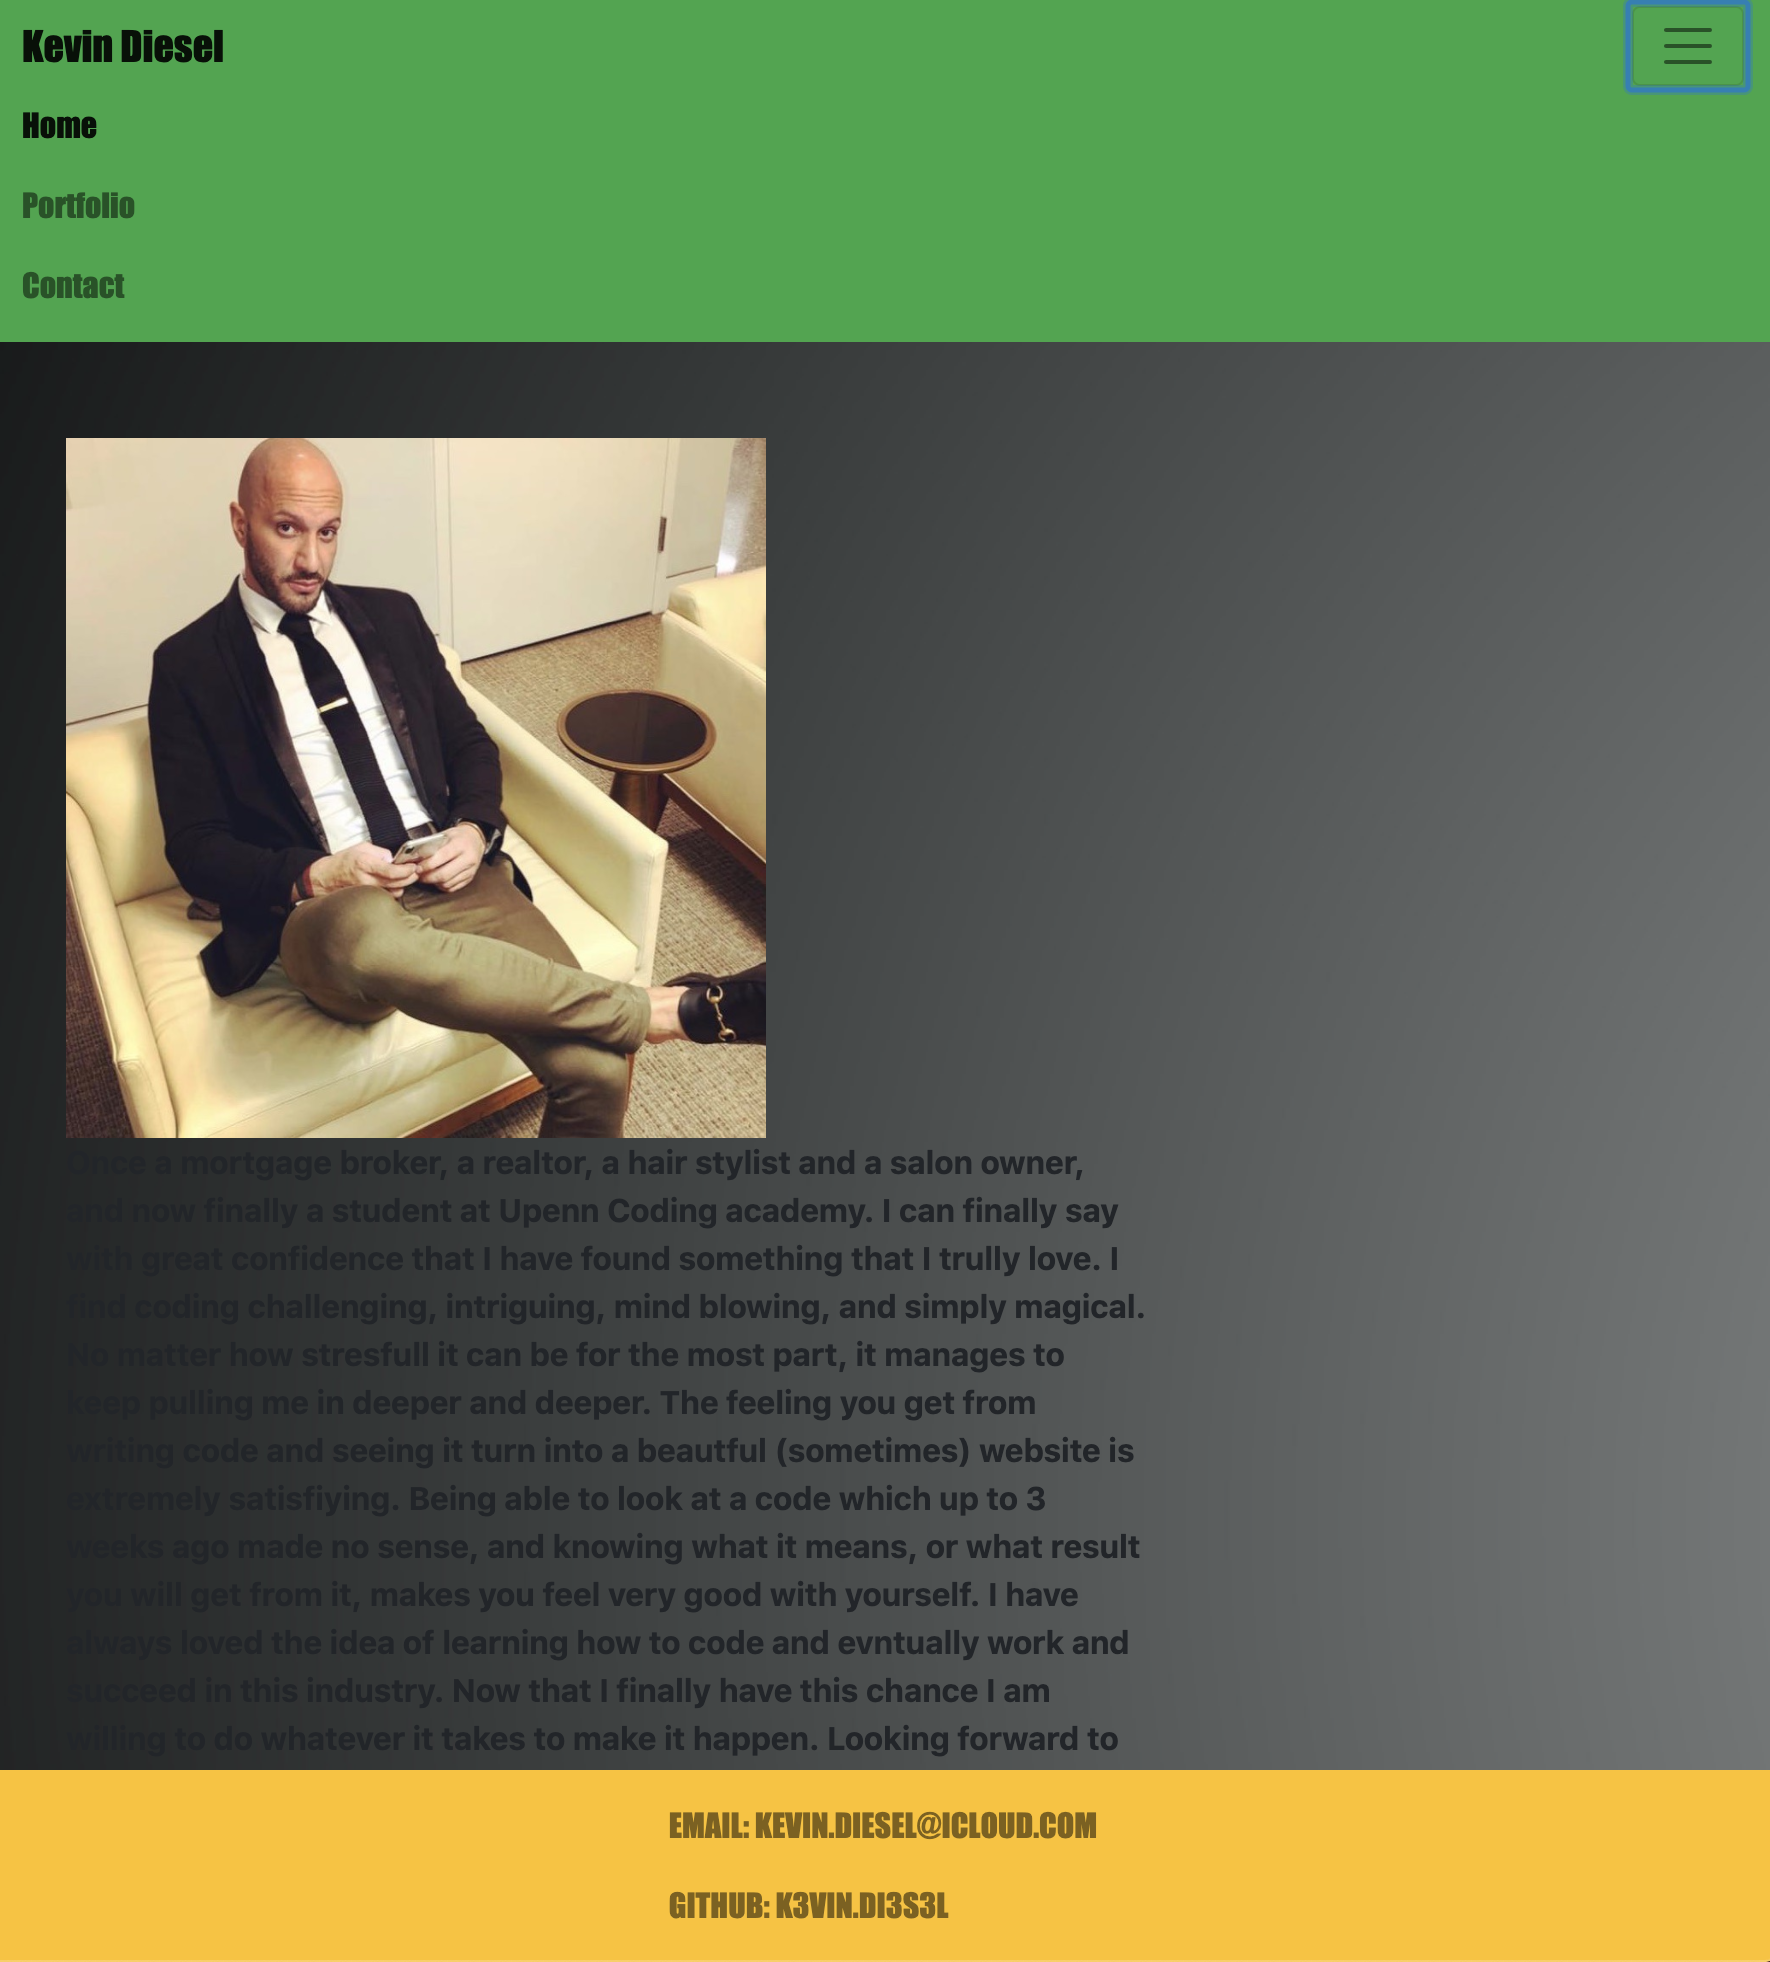 Kevin Diesel
Home
Portfolio
Contact
Once a mortgage broker, a realtor, a hair stylist and a salon owner,
and now finally a student at Upenn Coding academy. I can finally say
with great confidence that I have found something that I trully love. I
find coding challenging, intriguing, mind blowing, and simply magical.
No matter how stresfull it can be for the most part, it manages to
keep pulling me in deeper and deeper. The feeling you get from
writing code and seeing it turn into a beautful (sometimes) website is
extremely satisfiying. Being able to look at a code which up to 3
weeks ago made no sense, and knowing what it means, or what result
you will get from it, makes you feel very good with yourself. I have
always loved the idea of learning how to code and evntually work and
succeed in this industry. Now that I finally have this chance I am
willing to do whatever it takes to make it happen. Looking forward to
EMAIL: KEVIN.DIESEL@ICLOUD.COM
GITHUB: K3VIN.DI3S3L